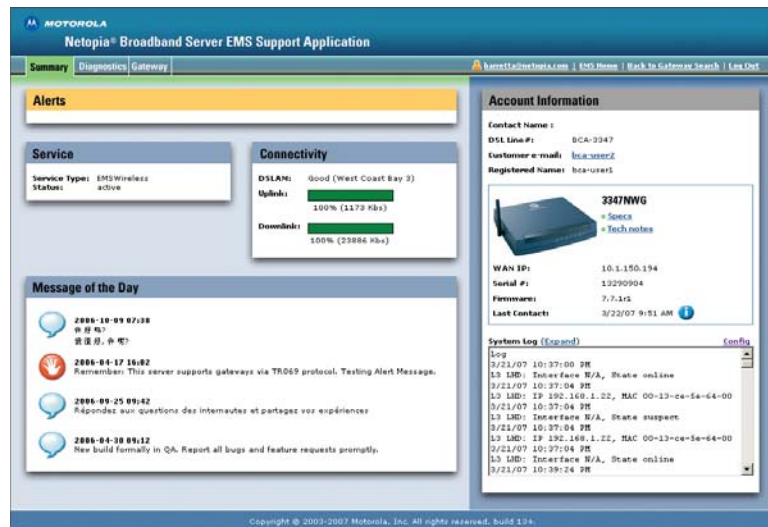 MOTOROLA
Netopia® Broadband Server EMS Support Application
Summary Diagnostics Gateway
barretta@netopia.com | EMS Home | Back to Gateway Search | Log Out
Alerts
Service
Service Type: EMSWireless
Status: active
Connectivity
DSLAM: Good (West Coast Bay 3)
Uplink:
100% (1173 Kbs)
Downlink:
100% (23886 Kbs)
Message of the Day
2006-10-09 07:38
你好吗?
我很好,你呢?
2006-04-17 16:02
Remember: This server supports gateways via TR069 protocol. Testing Alert Message.
2006-09-25 09:42
Répondez aux questions des internautes et partagez vos expériences
2006-04-30 09:12
New build formally in QA. Report all bugs and feature requests promptly.
Account Information
Contact Name :
DSL Line#: BCA-3347
Customer e-mail: bca-user2
Registered Name: bca-user1
3347NWG
Specs
Tech notes
WAN IP: 10.1.150.194
Serial #: 13290904
Firmware: 7.7.1r1
Last Contact: 3/22/07 9:51 AM
System Log (Expand) Config
Log
3/21/07 10:37:00 PM
L3 LHD: Interface N/A, State online
3/21/07 10:37:04 PM
L3 LHD: IP 192.168.1.22, MAC 00-13-ce-5e-64-00
3/21/07 10:37:04 PM
L3 LHD: Interface N/A, State suspect
3/21/07 10:37:04 PM
L3 LHD: IP 192.168.1.22, MAC 00-13-ce-5e-64-00
3/21/07 10:37:04 PM
L3 LHD: Interface N/A, State online
3/21/07 10:39:24 PM
Copyright © 2003-2007 Motorola, Inc. All rights reserved. build 134.